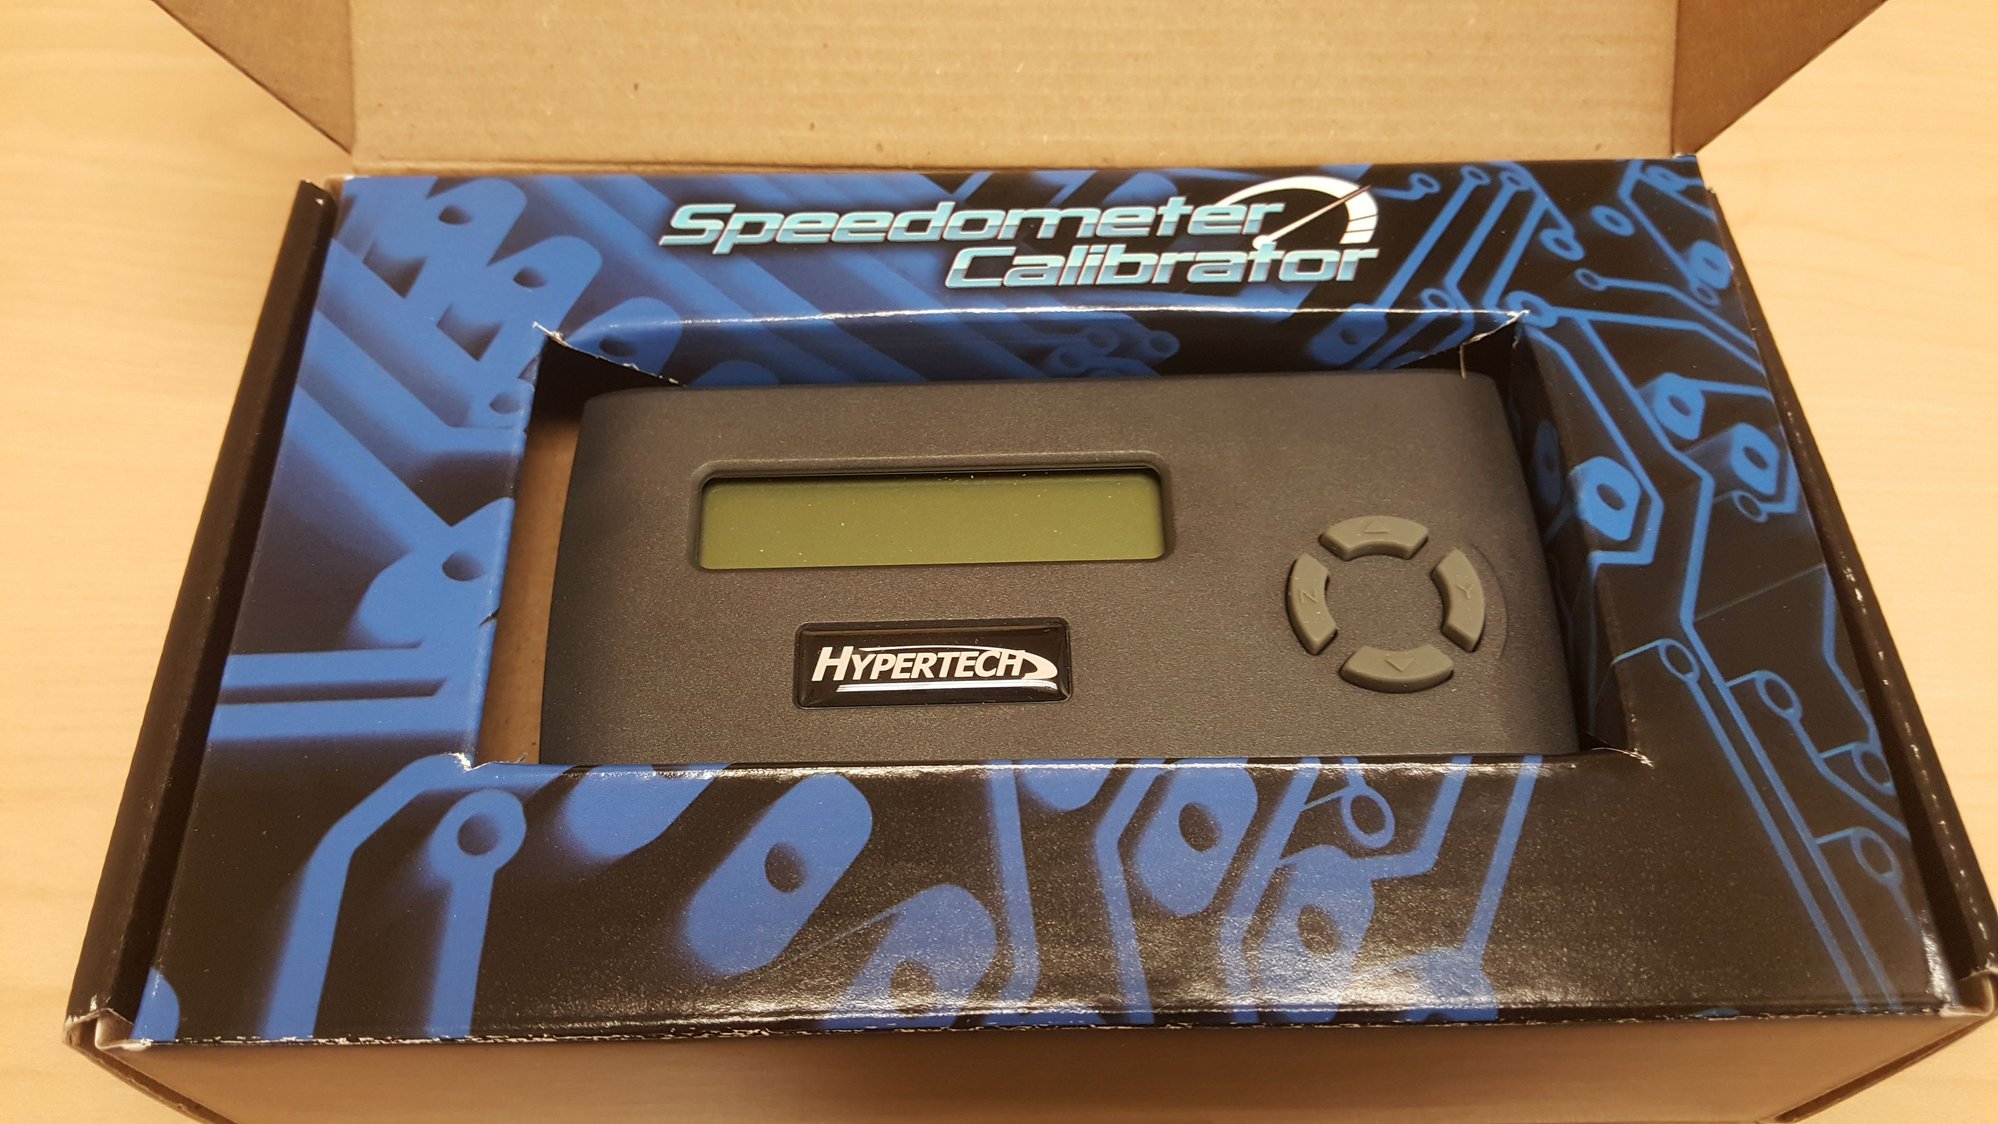 Speedometer
Calibrator
N
Y
HYPERTECH